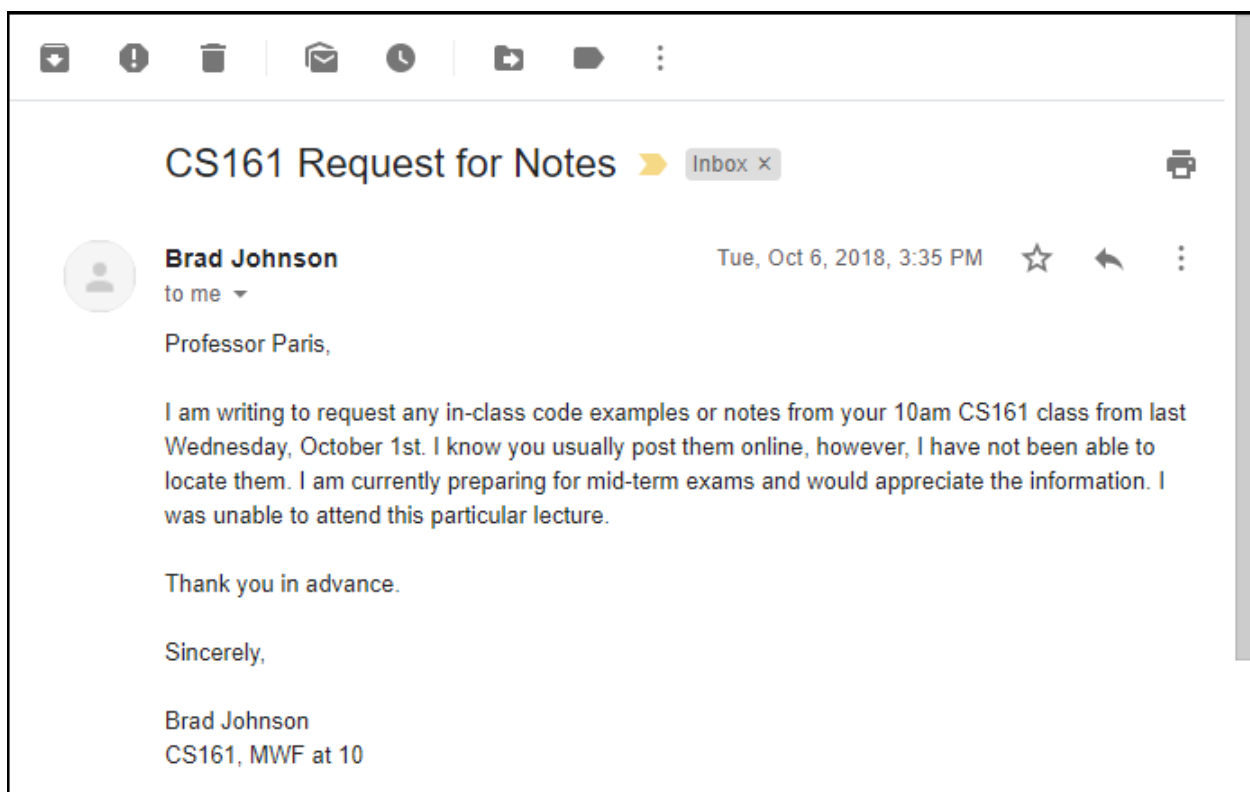 CS161 Request for Notes Inbox ×
Brad Johnson Tue, Oct 6, 2018, 3:35 PM
to me
Professor Paris,
I am writing to request any in-class code examples or notes from your 10am CS161 class from last
Wednesday, October 1st. I know you usually post them online, however, I have not been able to
locate them. I am currently preparing for mid-term exams and would appreciate the information. I
was unable to attend this particular lecture.
Thank you in advance.
Sincerely,
Brad Johnson
CS161, MWF at 10